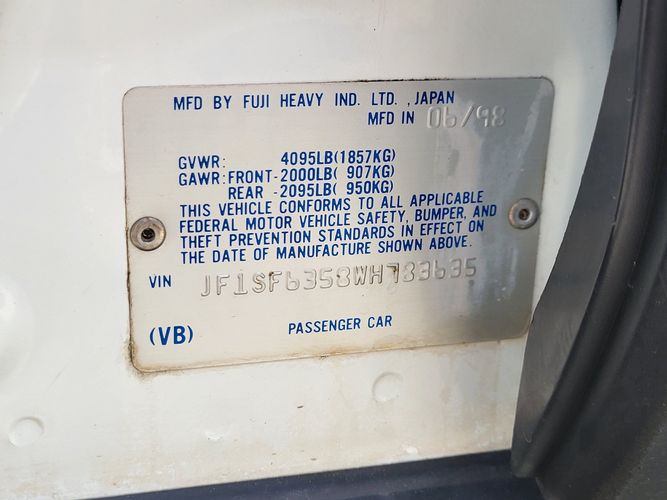 MFD BY FUJI HEAVY IND. LTD. , JAPAN
MFD IN 06/98
GVWR: 4095LB(1857KG)
GAWR: FRONT-2000LB( 907KG)
REAR -2095LB( 950KG)
THIS VEHICLE CONFORMS TO ALL APPLICABLE
FEDERAL MOTOR VEHICLE SAFETY, BUMPER, AND
THEFT PREVENTION STANDARDS IN EFFECT ON
THE DATE OF MANUFACTURE SHOWN ABOVE.
VIN JF1SF6358WH783635
(VB) PASSENGER CAR